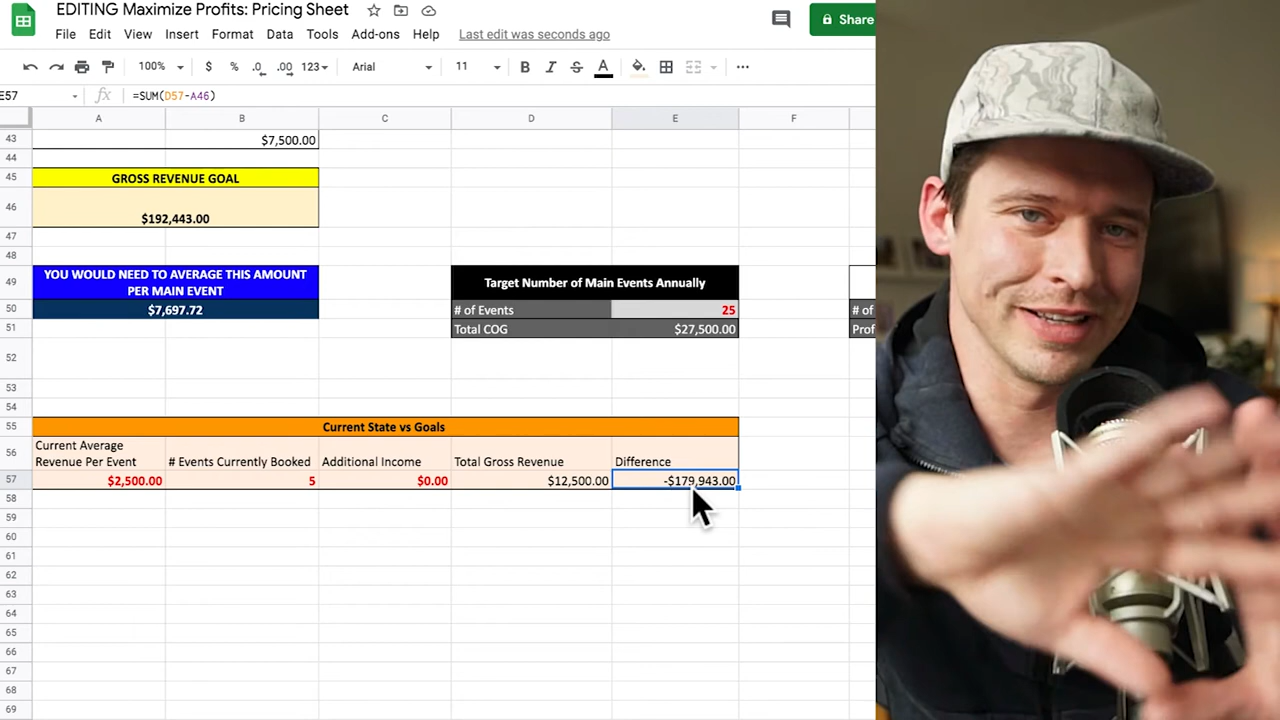 EDITING Maximize Profits: Pricing Sheet
File Edit View Insert Format Data Tools Add-ons Help Last edit was seconds ago
Share
100% $ % .0 .00 123 Arial 11 B I S A
E57 fx =SUM(D57-A46)
A B C D E F
43 $7,500.00
44
45 GROSS REVENUE GOAL
46 $192,443.00
47
48
49 YOU WOULD NEED TO AVERAGE THIS AMOUNT
PER MAIN EVENT
Target Number of Main Events Annually
50 $7,697.72 # of Events 25 # of
51 Total COG $27,500.00 Prof
52
53
54
55 Current State vs Goals
56 Current Average
Revenue Per Event # Events Currently Booked Additional Income Total Gross Revenue Difference
57 $2,500.00 5 $0.00 $12,500.00 -$179,943.00
58
59
60
61
62
63
64
65
66
67
68
69